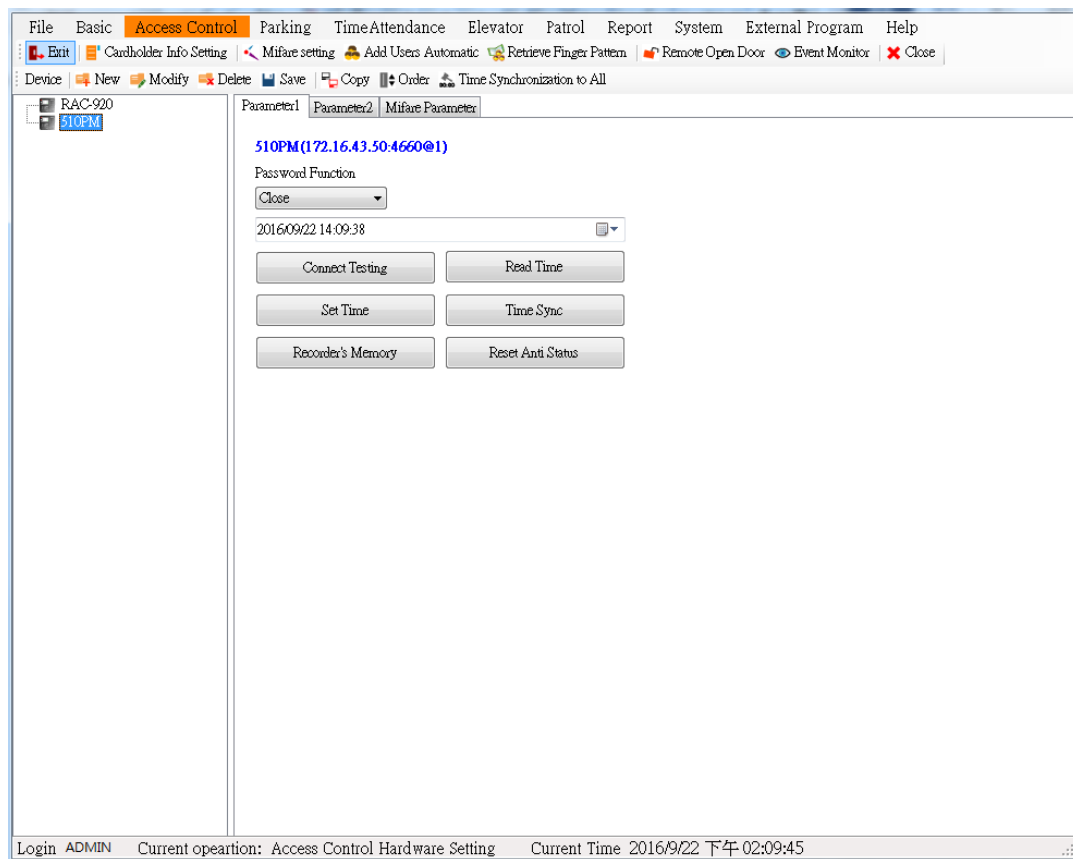 File Basic Access Control Parking TimeAttendance Elevator Patrol Report System External Program Help
Exit Cardholder Info Setting Mifare setting Add Users Automatic Retrieve Finger Pattern Remote Open Door Event Monitor Close
Device New Modify Delete Save Copy Order Time Synchronization to All
RAC-920
510PM
Parameter1 Parameter2 Mifare Parameter
510PM(172.16.43.50:4660@1)
Password Function
Close
2016/09/22 14:09:38
Connect Testing Read Time
Set Time Time Sync
Recorder's Memory Reset Anti Status
Login ADMIN Current opeartion: Access Control Hardware Setting Current Time 2016/9/22 下午 02:09:45